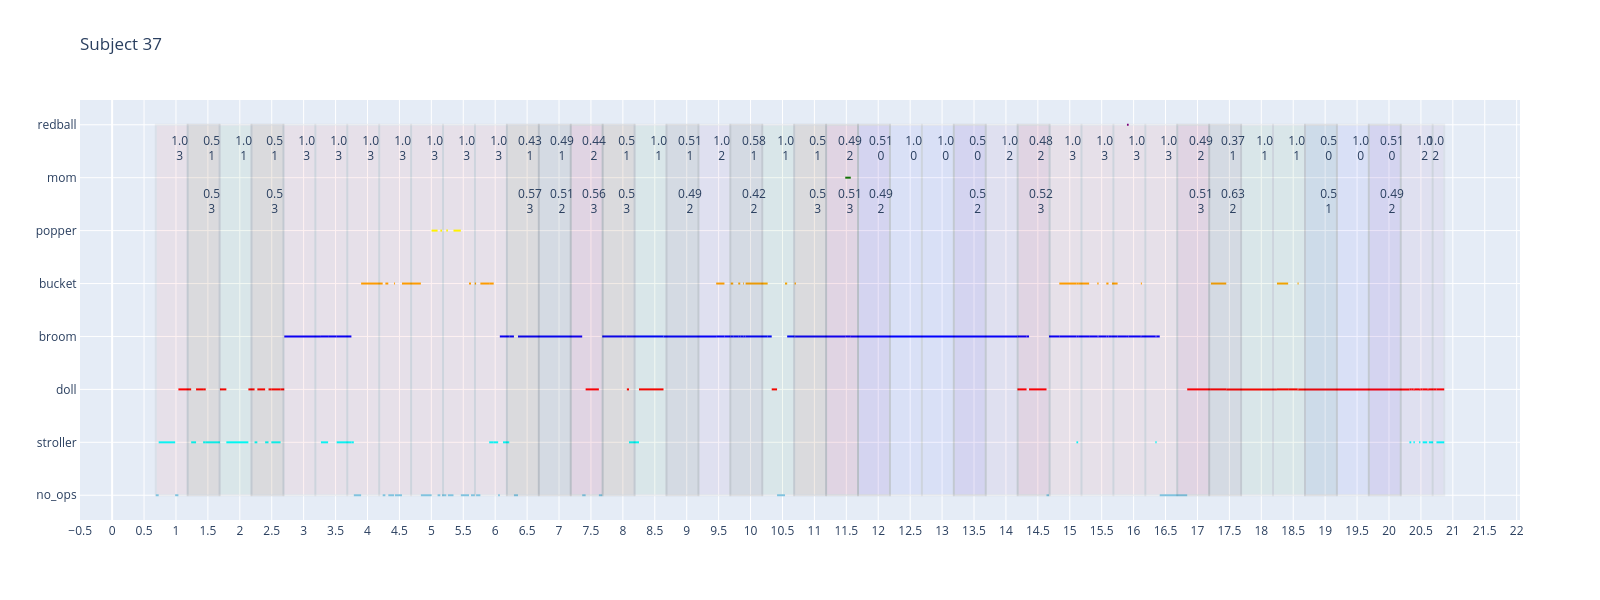 Subject 37
redball
1.0 0.5 1.0 0.5 1.0 1.0 1.0 1.0 1.0 1.0 1.0 0.43 0.49 0.44 0.5 1.0 0.51 1.0 0.58 1.0 0.5 0.49 0.51 1.0 1.0 0.5 1.0 0.48 1.0 1.0 1.0 1.0 0.49 0.37 1.0 1.0 0.5 1.0 0.51 1.0 1.0
3 1 1 1 3 3 3 3 3 3 3 1 1 2 1 1 1 2 1 1 1 2 0 0 0 0 2 2 3 3 3 3 2 1 1 1 0 0 0 2 2
mom
0.5 0.5 0.57 0.51 0.56 0.5 0.49 0.42 0.5 0.51 0.49 0.5 0.52 0.51 0.63 0.5 0.49
3 3 3 2 3 3 2 2 3 3 2 2 3 3 2 1 2
popper
bucket
broom
doll
stroller
no_ops
−0.5 0 0.5 1 1.5 2 2.5 3 3.5 4 4.5 5 5.5 6 6.5 7 7.5 8 8.5 9 9.5 10 10.5 11 11.5 12 12.5 13 13.5 14 14.5 15 15.5 16 16.5 17 17.5 18 18.5 19 19.5 20 20.5 21 21.5 22